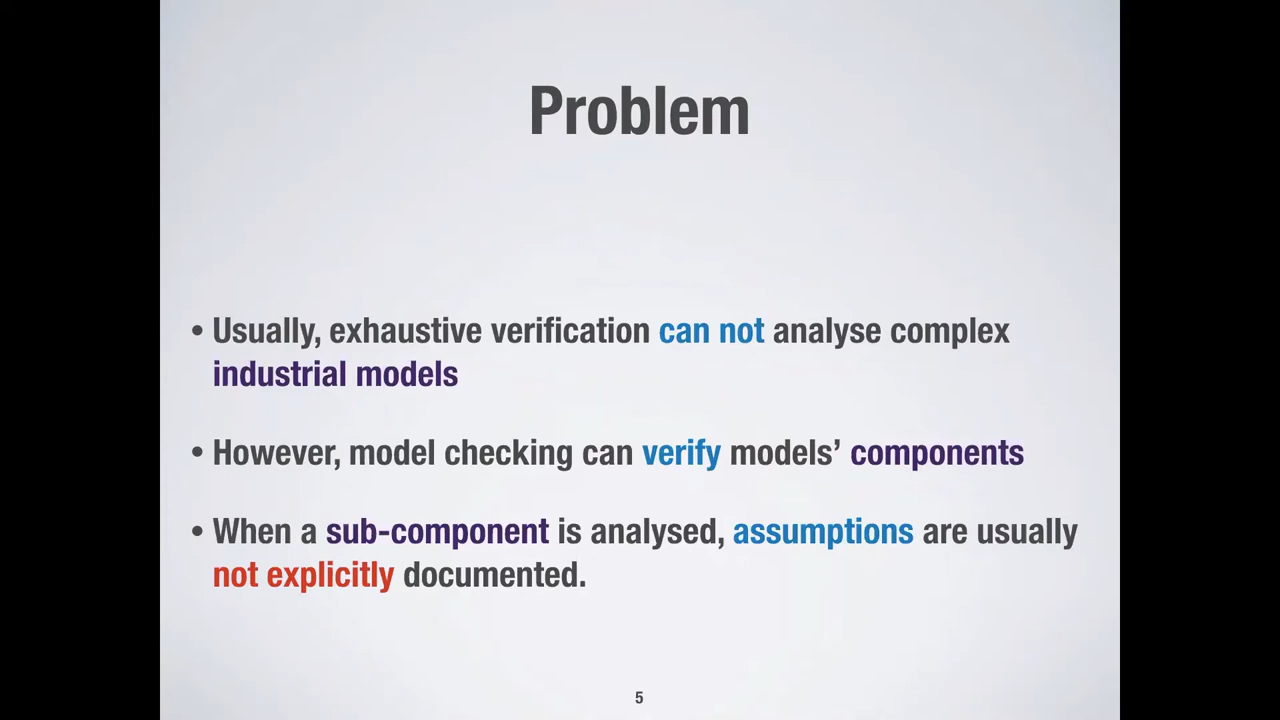 Problem
• Usually, exhaustive verification can not analyse complex
industrial models
• However, model checking can verify models’ components
• When a sub-component is analysed, assumptions are usually
not explicitly documented.
5